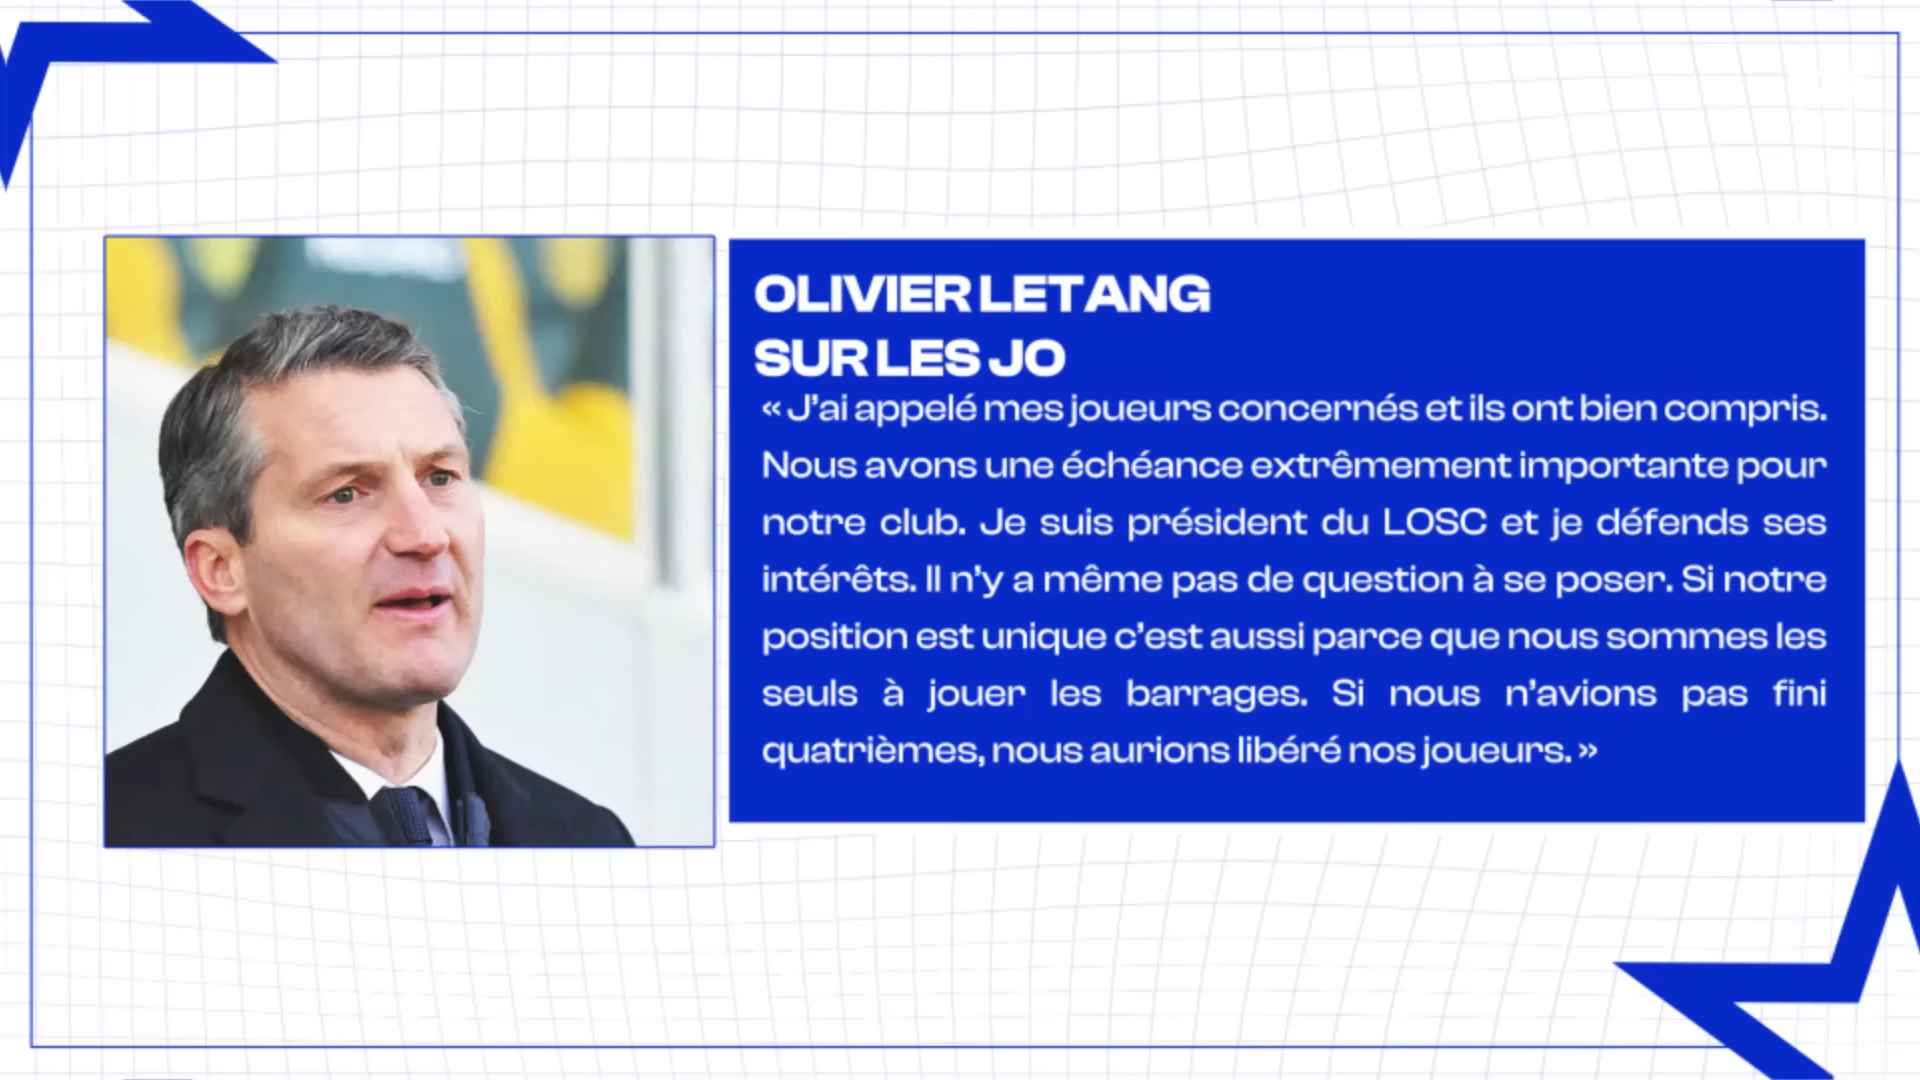 OLIVIER LETANG
SUR LES JO
« J’ai appelé mes joueurs concernés et ils ont bien compris.
Nous avons une échéance extrêmement importante pour
notre club. Je suis président du LOSC et je défends ses
intérêts. Il n’y a même pas de question à se poser. Si notre
position est unique c’est aussi parce que nous sommes les
seuls à jouer les barrages. Si nous n’avions pas fini
quatrièmes, nous aurions libéré nos joueurs. »